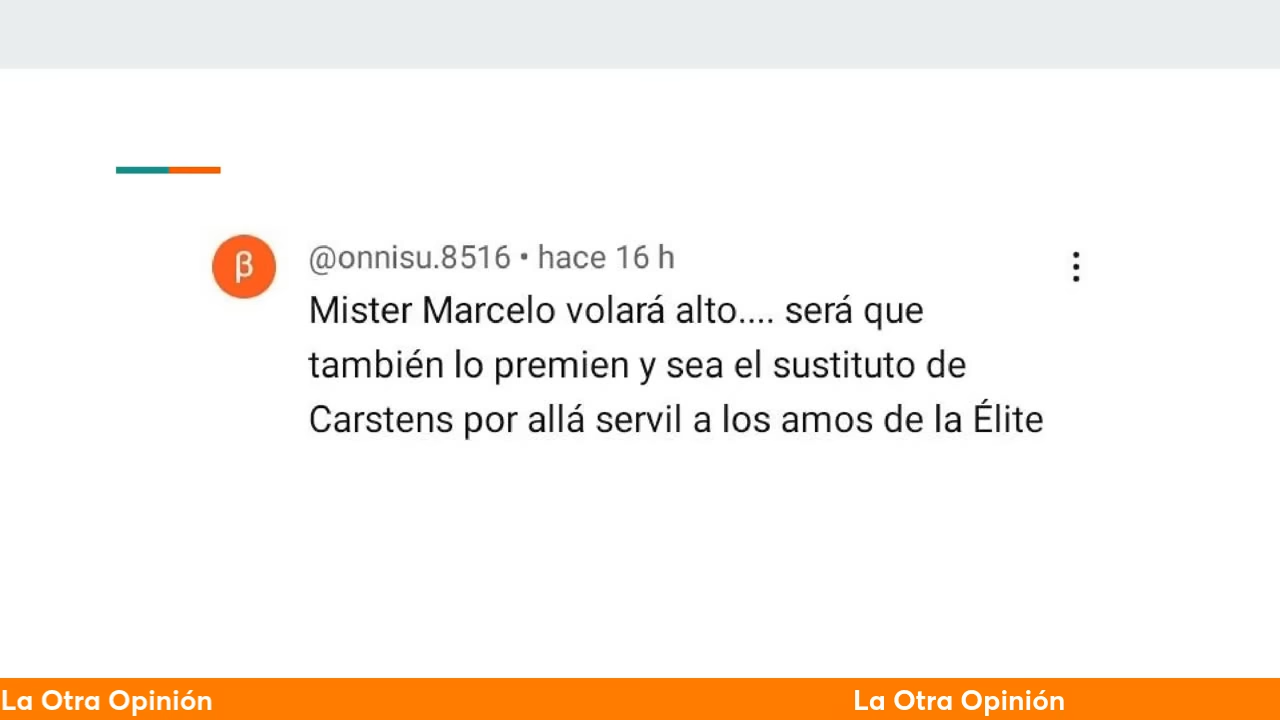 β
@onnisu.8516 • hace 16 h
Mister Marcelo volará alto.... será que
también lo premien y sea el sustituto de
Carstens por allá servil a los amos de la Élite
La Otra Opinión
La Otra Opinión